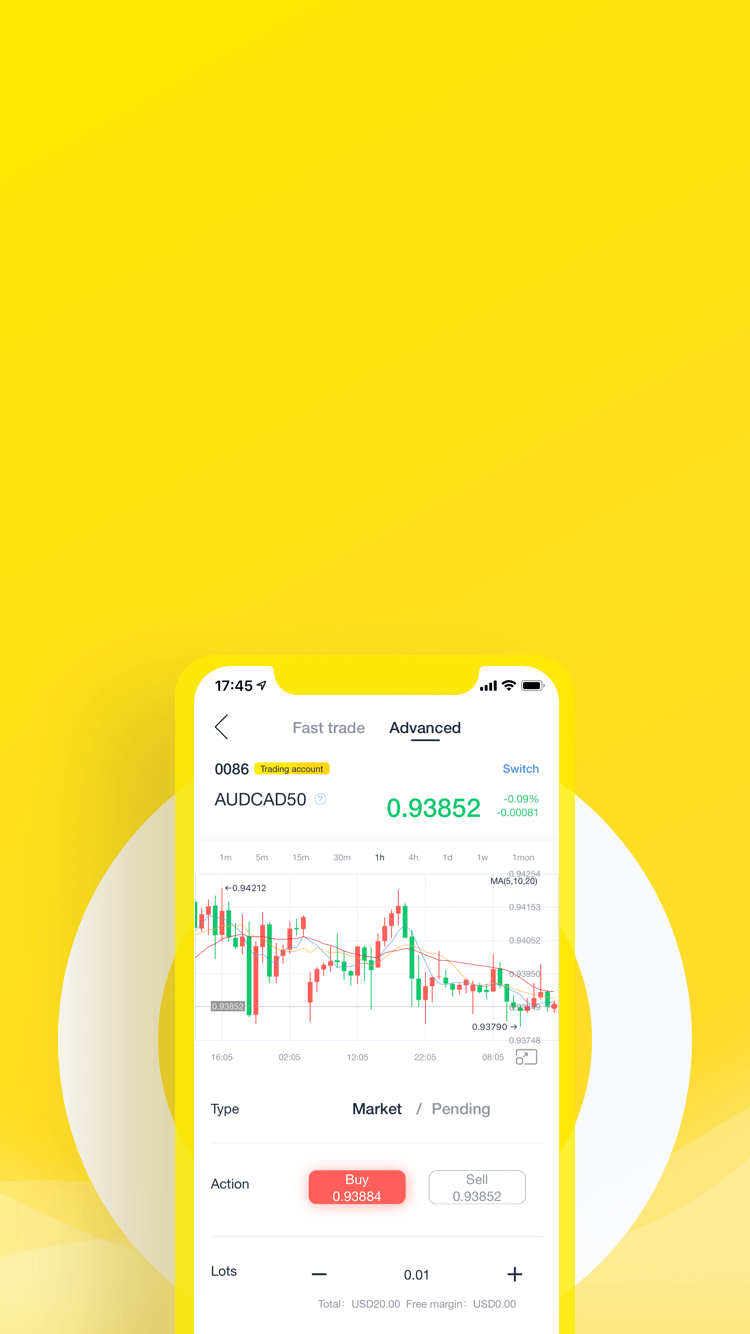 17:45
Fast trade Advanced
0086 Trading account Switch
AUDCAD50 ? 0.93852 -0.09%
-0.00081
1m 5m 15m 30m 1h 4h 1d 1w 1mon
0.94254
MA(5,10,20)
←0.94212
0.94153
0.94052
0.93950
0.93852
0.93790→
0.93748
16:05 02:05 12:05 22:05 08:05
Type Market / Pending
Action Buy Sell
0.93884 0.93852
Lots — 0.01 +
Total: USD20.00 Free margin: USD0.00